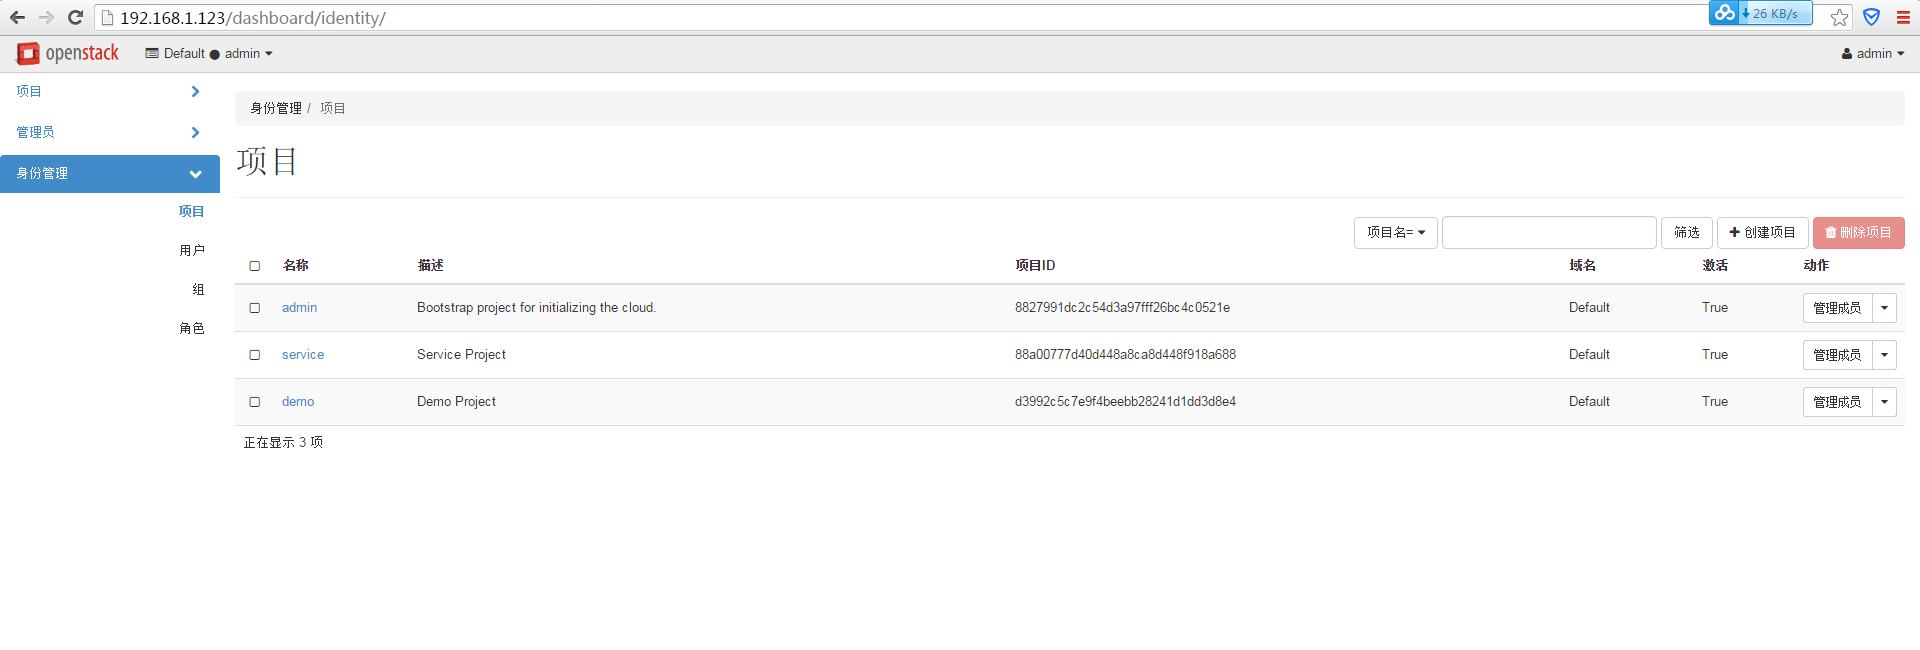 192.168.1.123/dashboard/identity/
26 KB/s
openstack
Default ● admin
admin
项目
管理员
身份管理
项目
用户
组
角色
身份管理 / 项目
项目
项目名=
筛选
创建项目
删除项目
名称 描述 项目ID 域名 激活 动作
admin Bootstrap project for initializing the cloud. 8827991dc2c54d3a97fff26bc4c0521e Default True 管理成员
service Service Project 88a00777d40d448a8ca8d448f918a688 Default True 管理成员
demo Demo Project d3992c5c7e9f4beebb28241d1dd3d8e4 Default True 管理成员
正在显示 3 项